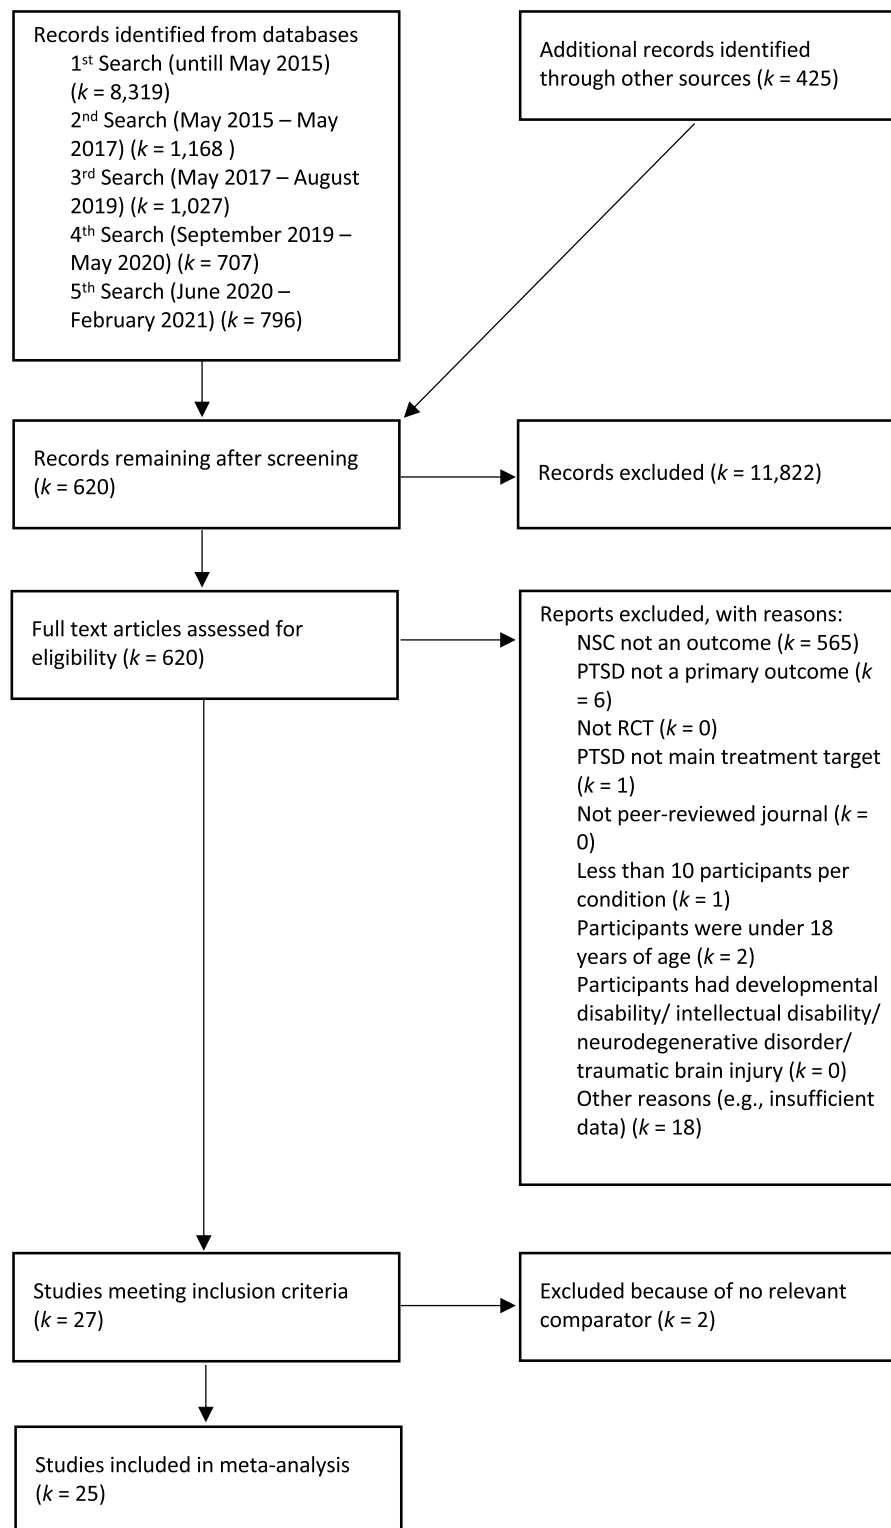 Records identified from databases
1st Search (untill May 2015)
(k = 8,319)
2nd Search (May 2015 – May
2017) (k = 1,168 )
3rd Search (May 2017 – August
2019) (k = 1,027)
4th Search (September 2019 –
May 2020) (k = 707)
5th Search (June 2020 –
February 2021) (k = 796)
Additional records identified
through other sources (k = 425)
Records remaining after screening
(k = 620)
Records excluded (k = 11,822)
Full text articles assessed for
eligibility (k = 620)
Reports excluded, with reasons:
NSC not an outcome (k = 565)
PTSD not a primary outcome (k
= 6)
Not RCT (k = 0)
PTSD not main treatment target
(k = 1)
Not peer-reviewed journal (k =
0)
Less than 10 participants per
condition (k = 1)
Participants were under 18
years of age (k = 2)
Participants had developmental
disability/ intellectual disability/
neurodegenerative disorder/
traumatic brain injury (k = 0)
Other reasons (e.g., insufficient
data) (k = 18)
Studies meeting inclusion criteria
(k = 27)
Excluded because of no relevant
comparator (k = 2)
Studies included in meta-analysis
(k = 25)